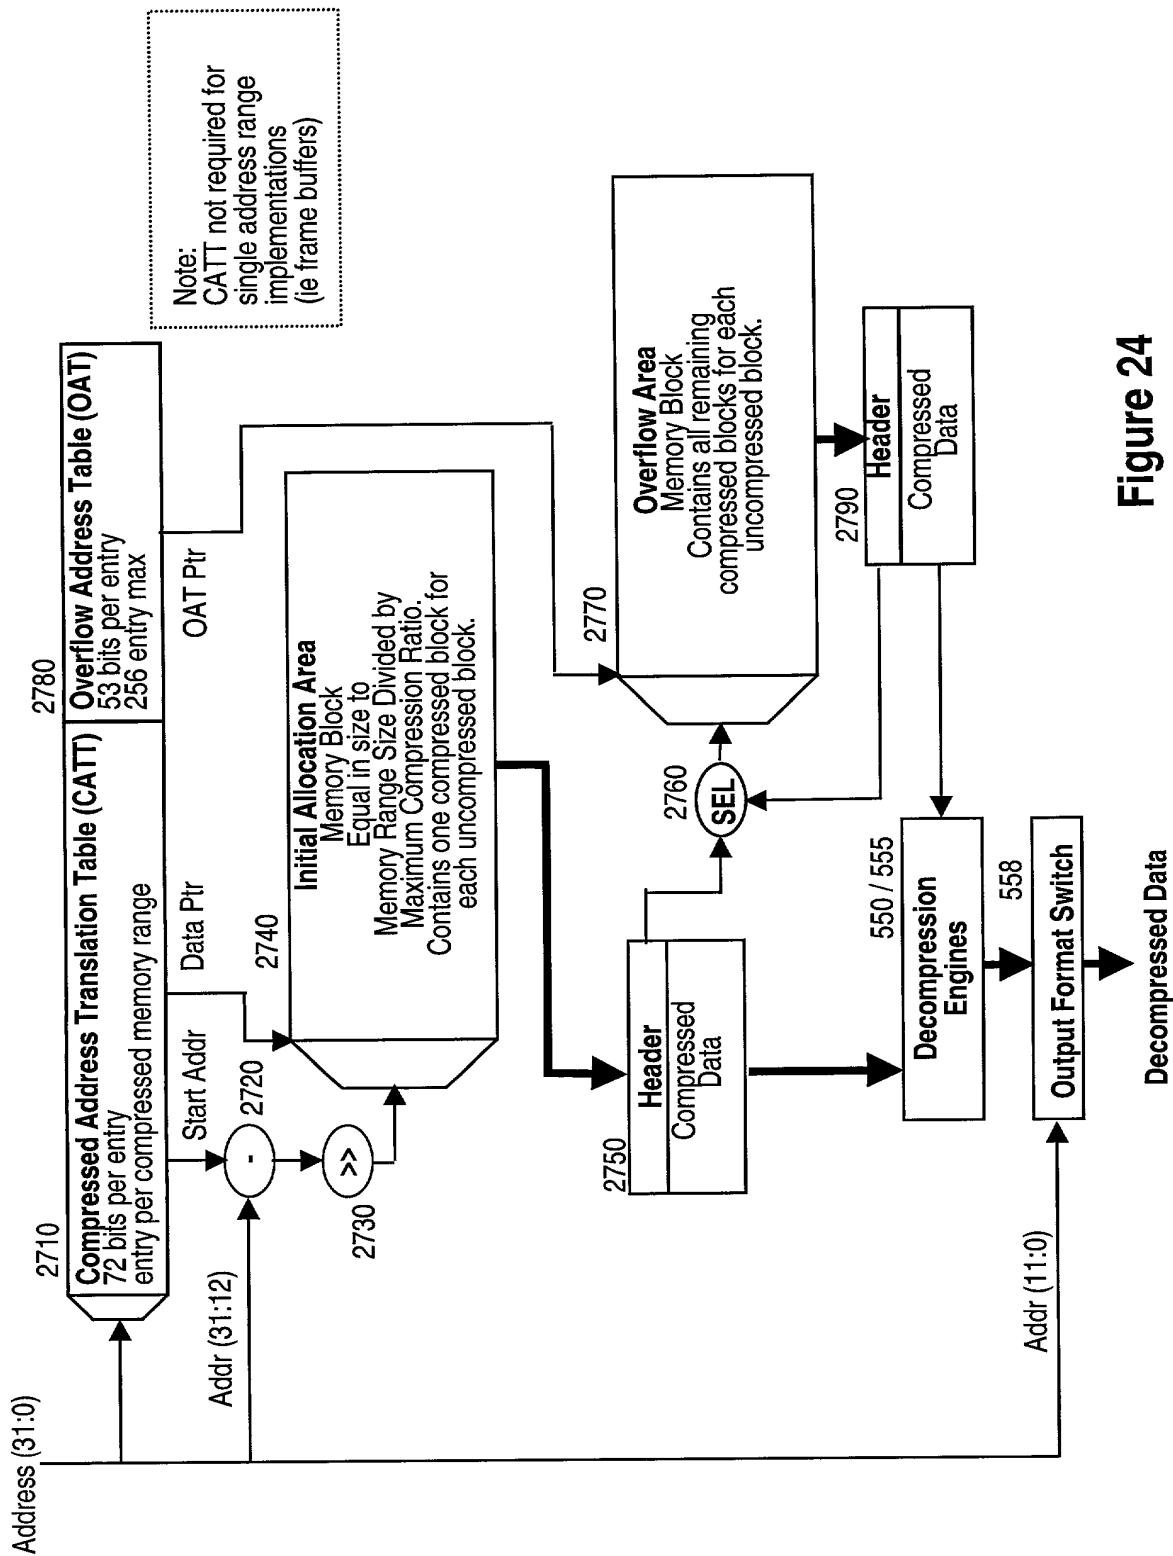 Address (31:0)
2710
Compressed Address Translation Table (CATT)
72 bits per entry
entry per compressed memory range
2780
Overflow Address Table (OAT)
53 bits per entry
256 entry max
Note:
CATT not required for
single address range
implementations
(ie frame buffers)
Addr (31:12)
Start Addr
Data Ptr
OAT Ptr
-
2720
>>
2730
2740
Initial Allocation Area
Memory Block
Equal in size to
Memory Range Size Divided by
Maximum Compression Ratio.
Contains one compressed block for
each uncompressed block.
2770
Overflow Area
Memory Block
Contains all remaining
compressed blocks for each
uncompressed block.
2750
Header
Compressed
Data
2760
SEL
2790
Header
Compressed
Data
550 / 555
Decompression
Engines
558
Output Format Switch
Addr (11:0)
Decompressed Data
Figure 24